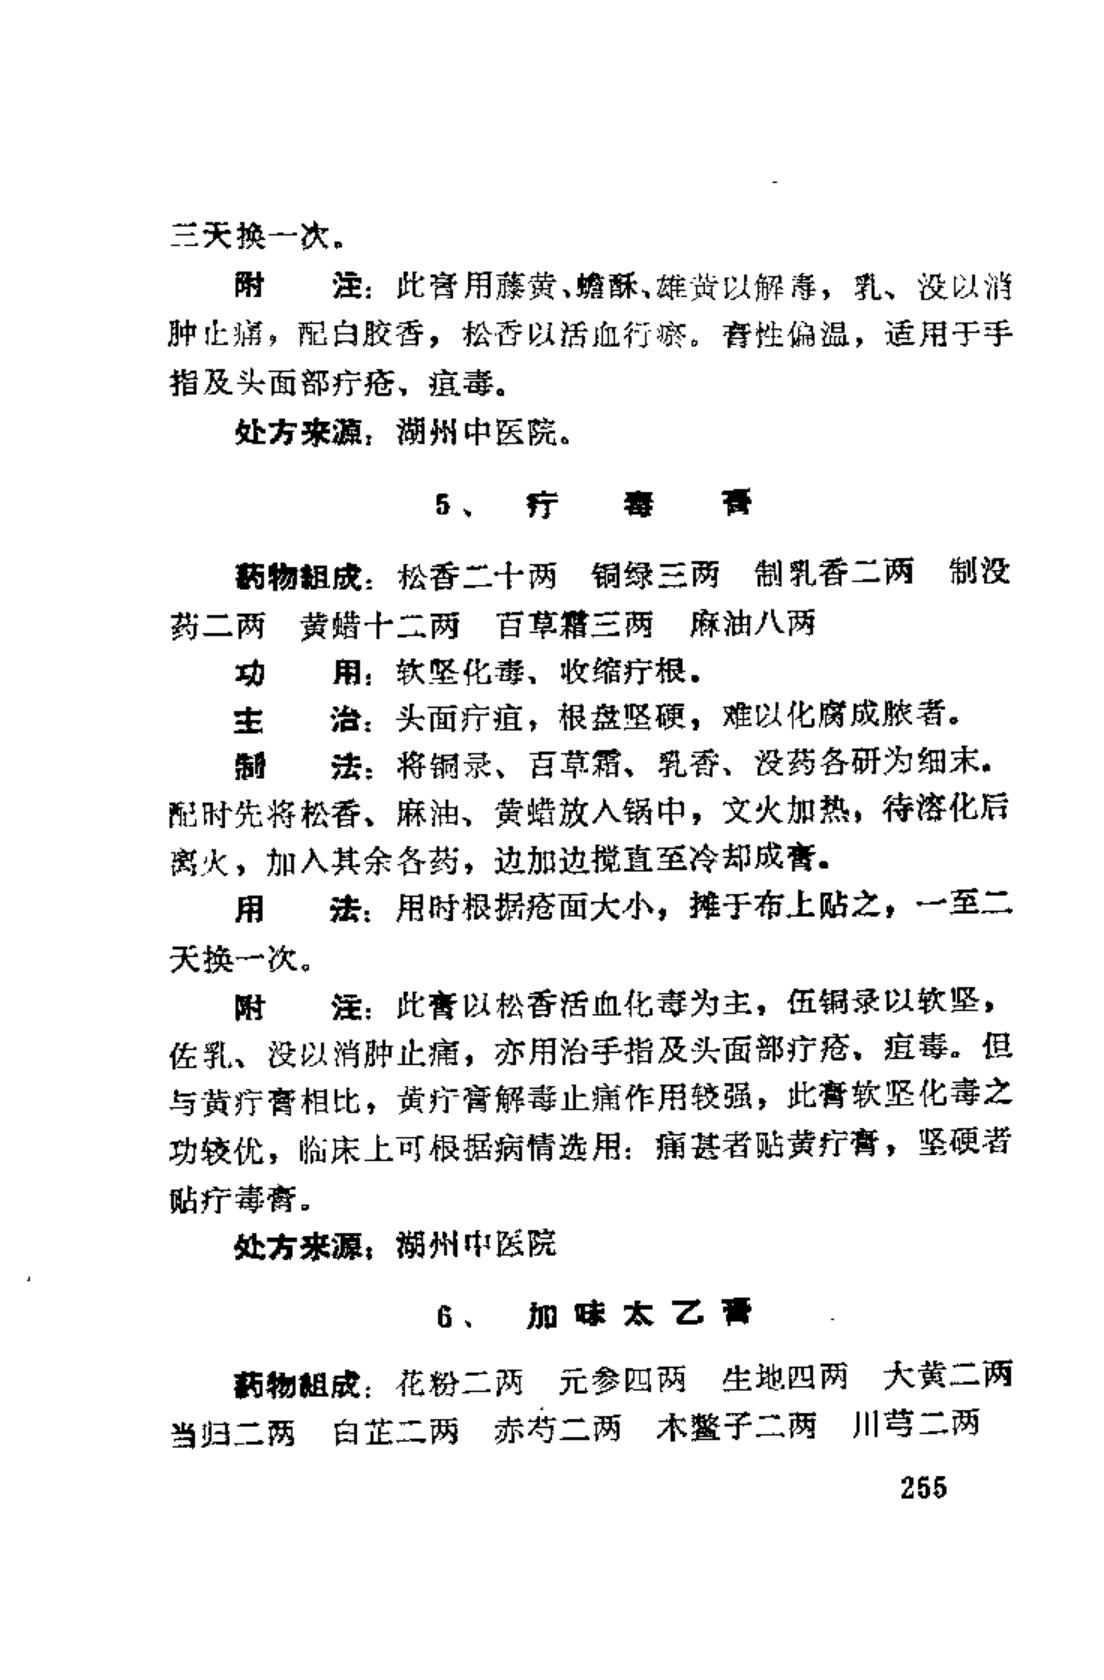 三天换一次。
附　　注：此膏用藤黄、蟾酥、雄黄以解毒，乳、没以消
肿止痛，配白胶香，松香以活血行瘀。膏性偏温，适用于手
指及头面部疔疮、疽毒。
处方来源：湖州中医院。
5、　疔　毒　膏
药物组成：松香二十两　铜绿三两　制乳香二两　制没
药二两　黄蜡十二两　百草霜三两　麻油八两
功　　用：软坚化毒、收缩疔根。
主　　治：头面疔疽，根盘坚硬，难以化腐成脓者。
制　　法：将铜录、百草霜、乳香、没药各研为细末。
配时先将松香、麻油、黄蜡放入锅中，文火加热，待溶化后
离火，加入其余各药，边加边搅直至冷却成膏。
用　　法：用时根据疮面大小，摊于布上贴之，一至二
天换一次。
附　　注：此膏以松香活血化毒为主，伍铜录以软坚，
佐乳、没以消肿止痛，亦用治手指及头面部疔疮、疽毒。但
与黄疔膏相比，黄疔膏解毒止痛作用较强，此膏软坚化毒之
功较优，临床上可根据病情选用：痛甚者贴黄疔膏，坚硬者
贴疔毒膏。
处方来源：湖州中医院
6、　加味太乙膏
药物组成：花粉二两　元参四两　生地四两　大黄二两
当归二两　白芷二两　赤芍二两　木鳖子二两　川芎二两
255